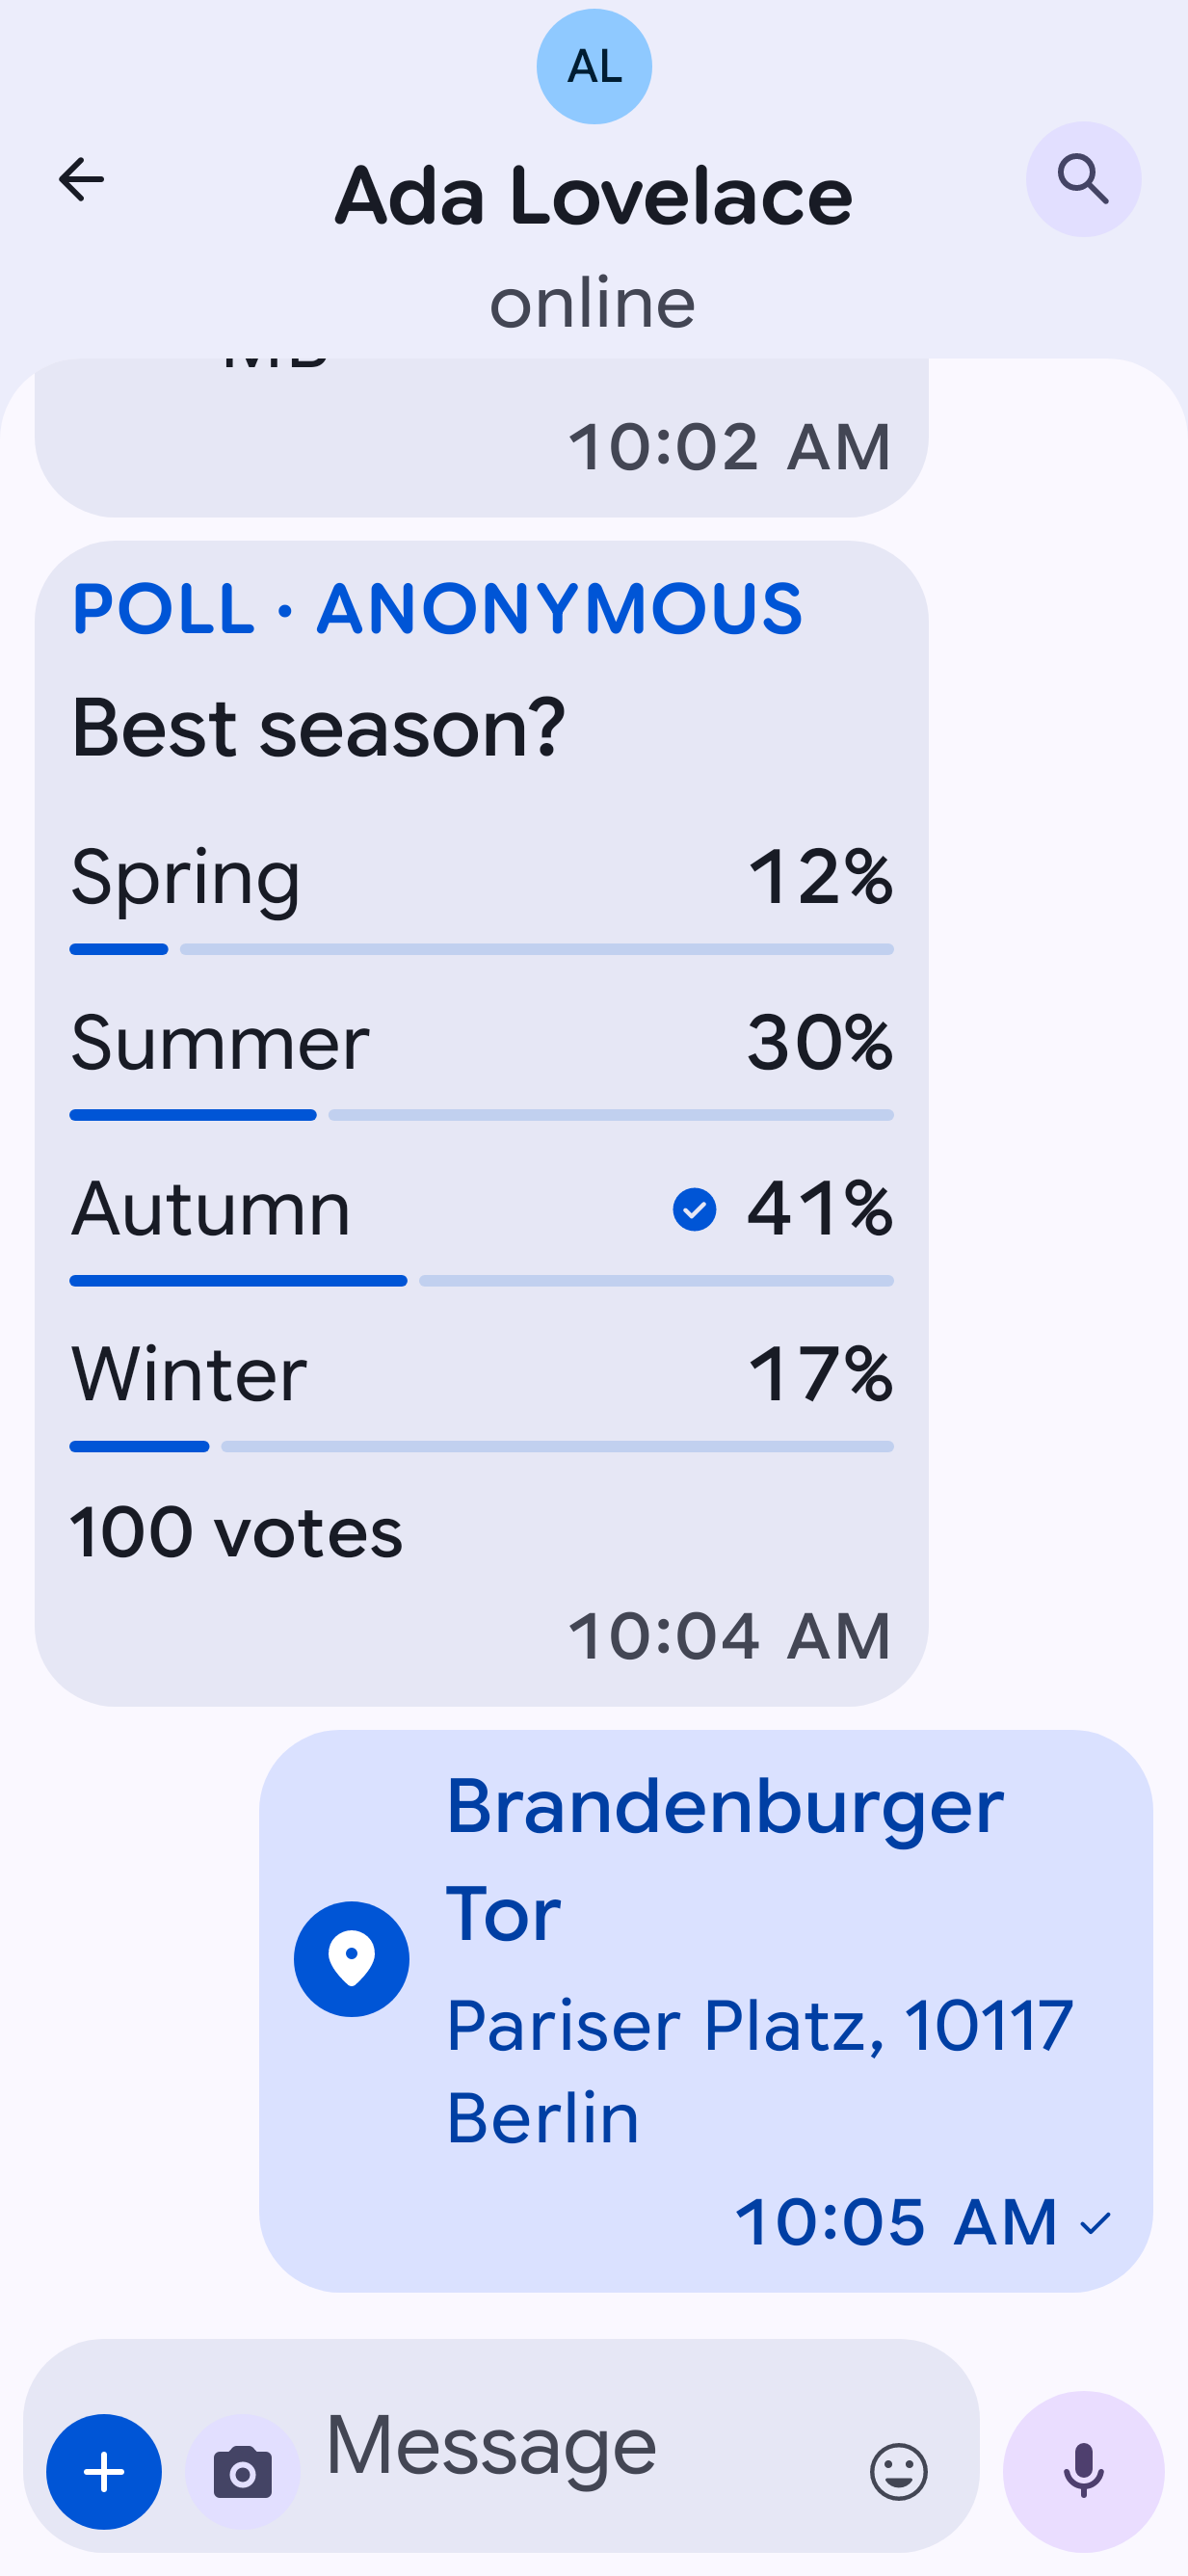 AL
Ada Lovelace
online
10:02 AM
POLL · ANONYMOUS
Best season?
Spring 12%
Summer 30%
Autumn 41%
Winter 17%
100 votes
10:04 AM
Brandenburger
Tor
Pariser Platz, 10117
Berlin
10:05 AM
Message